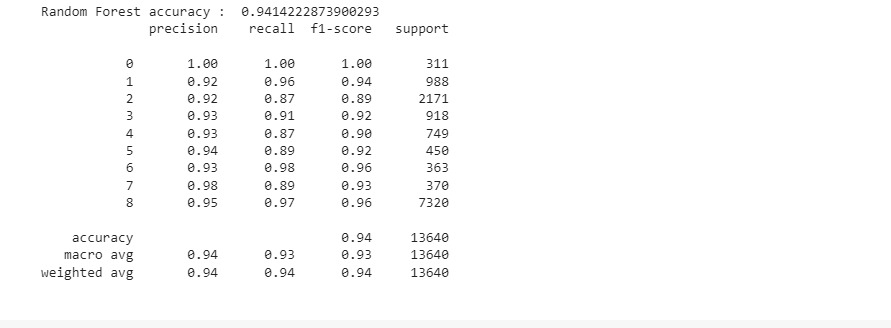 Random Forest accuracy :  0.9414222873900293
precision    recall  f1-score   support
0       1.00      1.00      1.00       311
1       0.92      0.96      0.94       988
2       0.92      0.87      0.89      2171
3       0.93      0.91      0.92       918
4       0.93      0.87      0.90       749
5       0.94      0.89      0.92       450
6       0.93      0.98      0.96       363
7       0.98      0.89      0.93       370
8       0.95      0.97      0.96      7320
accuracy                           0.94     13640
macro avg       0.94      0.93      0.93     13640
weighted avg       0.94      0.94      0.94     13640